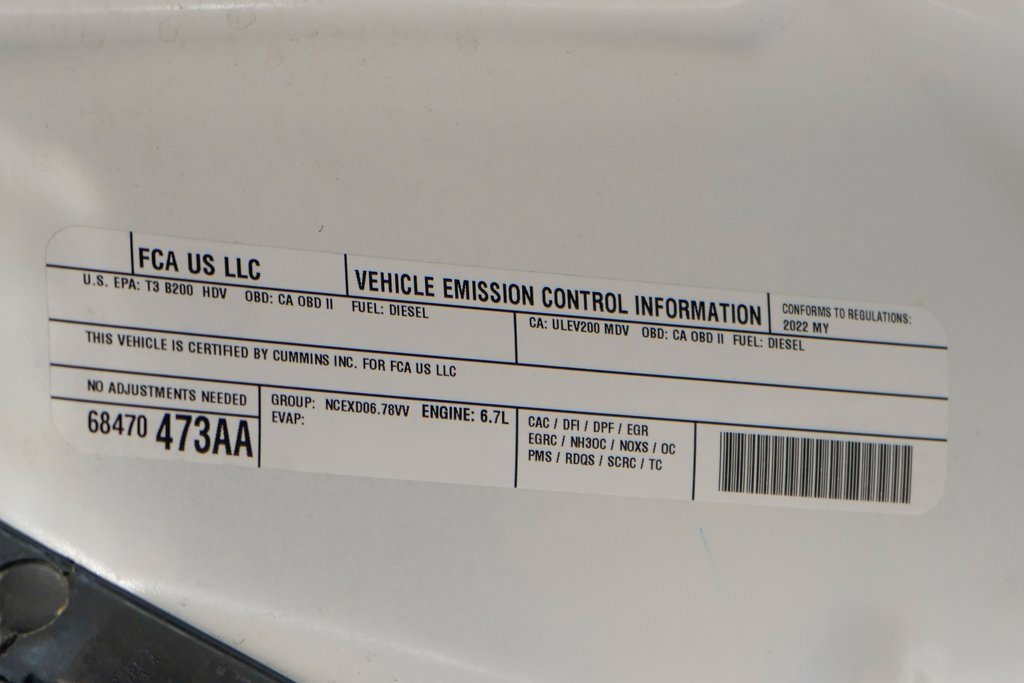 FCA US LLC
VEHICLE EMISSION CONTROL INFORMATION
CONFORMS TO REGULATIONS:
2022 MY
U.S. EPA: T3 B200 HDV OBD: CA OBD II FUEL: DIESEL
CA: ULEV200 MDV OBD: CA OBD II FUEL: DIESEL
THIS VEHICLE IS CERTIFIED BY CUMMINS INC. FOR FCA US LLC
NO ADJUSTMENTS NEEDED
68470 473AA
GROUP: NCEXD06.78VV ENGINE: 6.7L
EVAP:
CAC / DFI / DPF / EGR
EGRC / NH3OC / NOXS / OC
PMS / RDQS / SCRC / TC